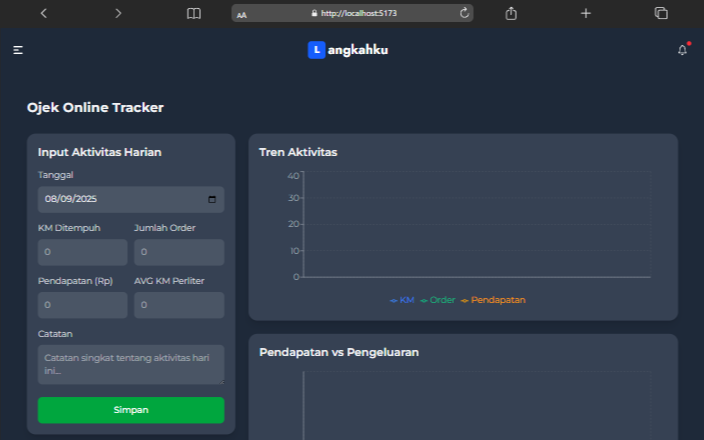 AA http://localhost:5173
L angkahku
Ojek Online Tracker
Input Aktivitas Harian
Tanggal
08/09/2025
KM Ditempuh Jumlah Order
0 0
Pendapatan (Rp) AVG KM Perliter
0 0
Catatan
Catatan singkat tentang aktivitas hari
ini...
Simpan
Tren Aktivitas
40
30
20
10
0
KM Order Pendapatan
Pendapatan vs Pengeluaran